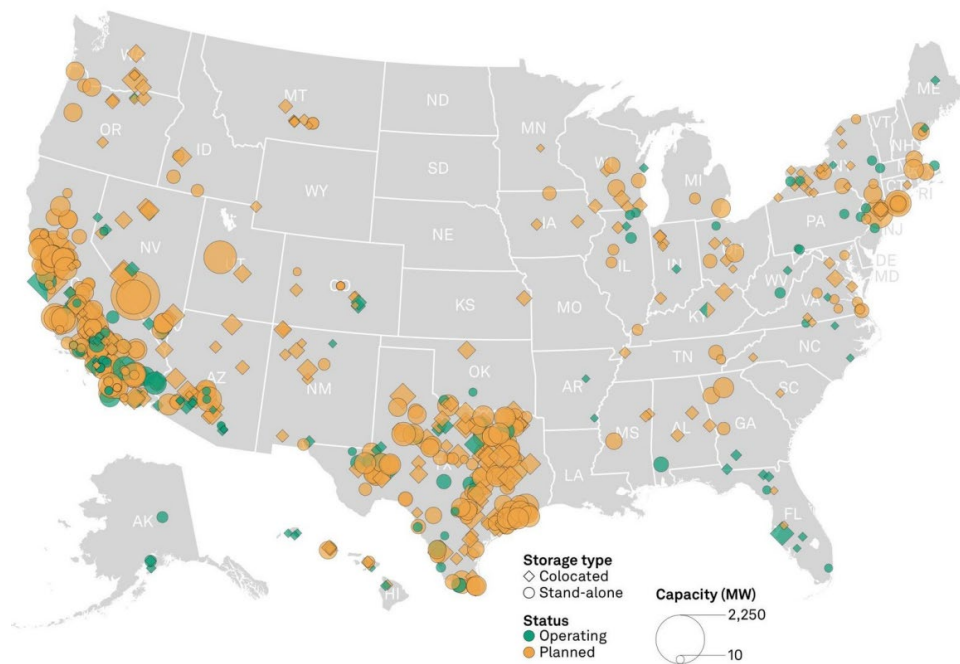 ME
VT
NH
MT
ND
MN
OR
ID
SD
WI
MI
RI
CT
WY
IA
PA
NJ
NE
NV
IL
IN
DE
MD
WV
VA
KS
MO
KY
NC
TN
OK
AR
SC
AZ
NM
MS
AL
GA
TX
LA
FL
AK
HI
Storage type
Colocated
Stand-alone
Status
Operating
Planned
Capacity (MW)
2,250
10